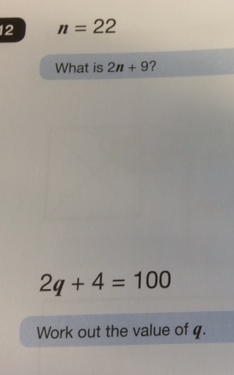 12 n = 22
What is 2n + 9?
2q + 4 = 100
Work out the value of q.